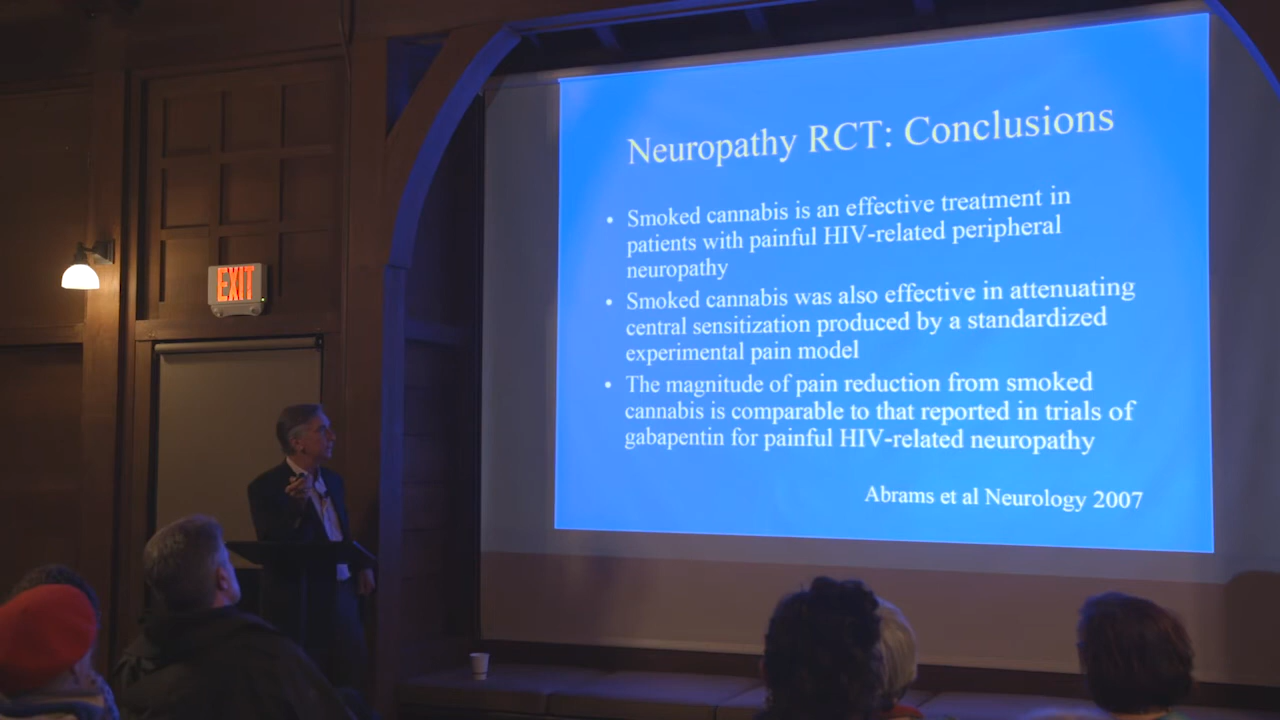 EXIT
Neuropathy RCT: Conclusions
• Smoked cannabis is an effective treatment in
patients with painful HIV-related peripheral
neuropathy
• Smoked cannabis was also effective in attenuating
central sensitization produced by a standardized
experimental pain model
• The magnitude of pain reduction from smoked
cannabis is comparable to that reported in trials of
gabapentin for painful HIV-related neuropathy
Abrams et al Neurology 2007